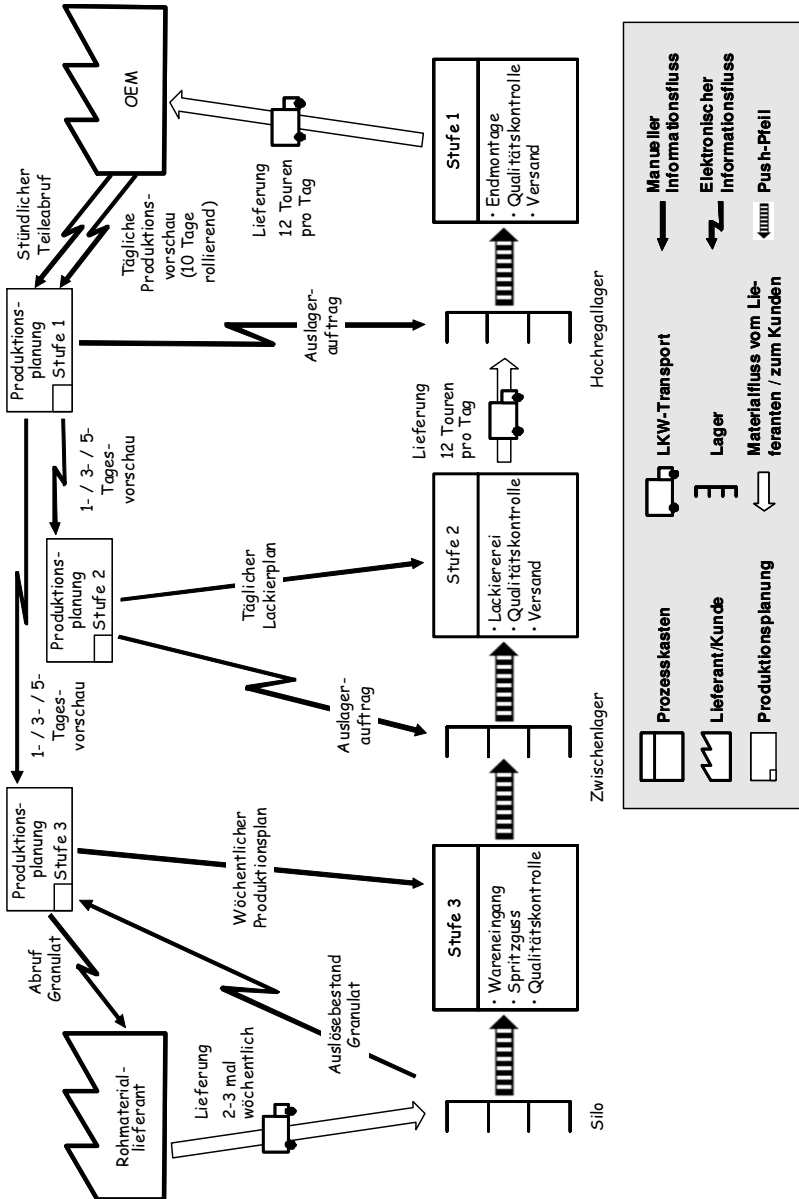 Rohmaterial-
lieferant
Abruf
Granulat
Produktions-
planung
Stufe 3
1- / 3- / 5-
Tages-
vorschau
Produktions-
planung
Stufe 2
1- / 3- / 5-
Tages-
vorschau
Produktions-
planung
Stufe 1
Stündlicher
Teileabruf
Tägliche
Produktions-
vorschau
(10 Tage
rollierend)
OEM
Lieferung
2-3 mal
wöchentlich
Auslösebestand
Granulat
Wöchentlicher
Produktionsplan
Auslager-
auftrag
Täglicher
Lackierplan
Auslager-
auftrag
Lieferung
12 Touren
pro Tag
Lieferung
12 Touren
pro Tag
Silo
Stufe 3
· Wareneingang
· Spritzguss
· Qualitätskontrolle
Zwischenlager
Stufe 2
· Lackiererei
· Qualitätskontrolle
· Versand
Hochregallager
Stufe 1
· Endmontage
· Qualitätskontrolle
· Versand
Prozesskasten
Lieferant/Kunde
Produktionsplanung
LKW-Transport
Lager
Materialfluss vom Lie-
feranten / zum Kunden
Manueller
Informationsfluss
Elektronischer
Informationsfluss
Push-Pfeil